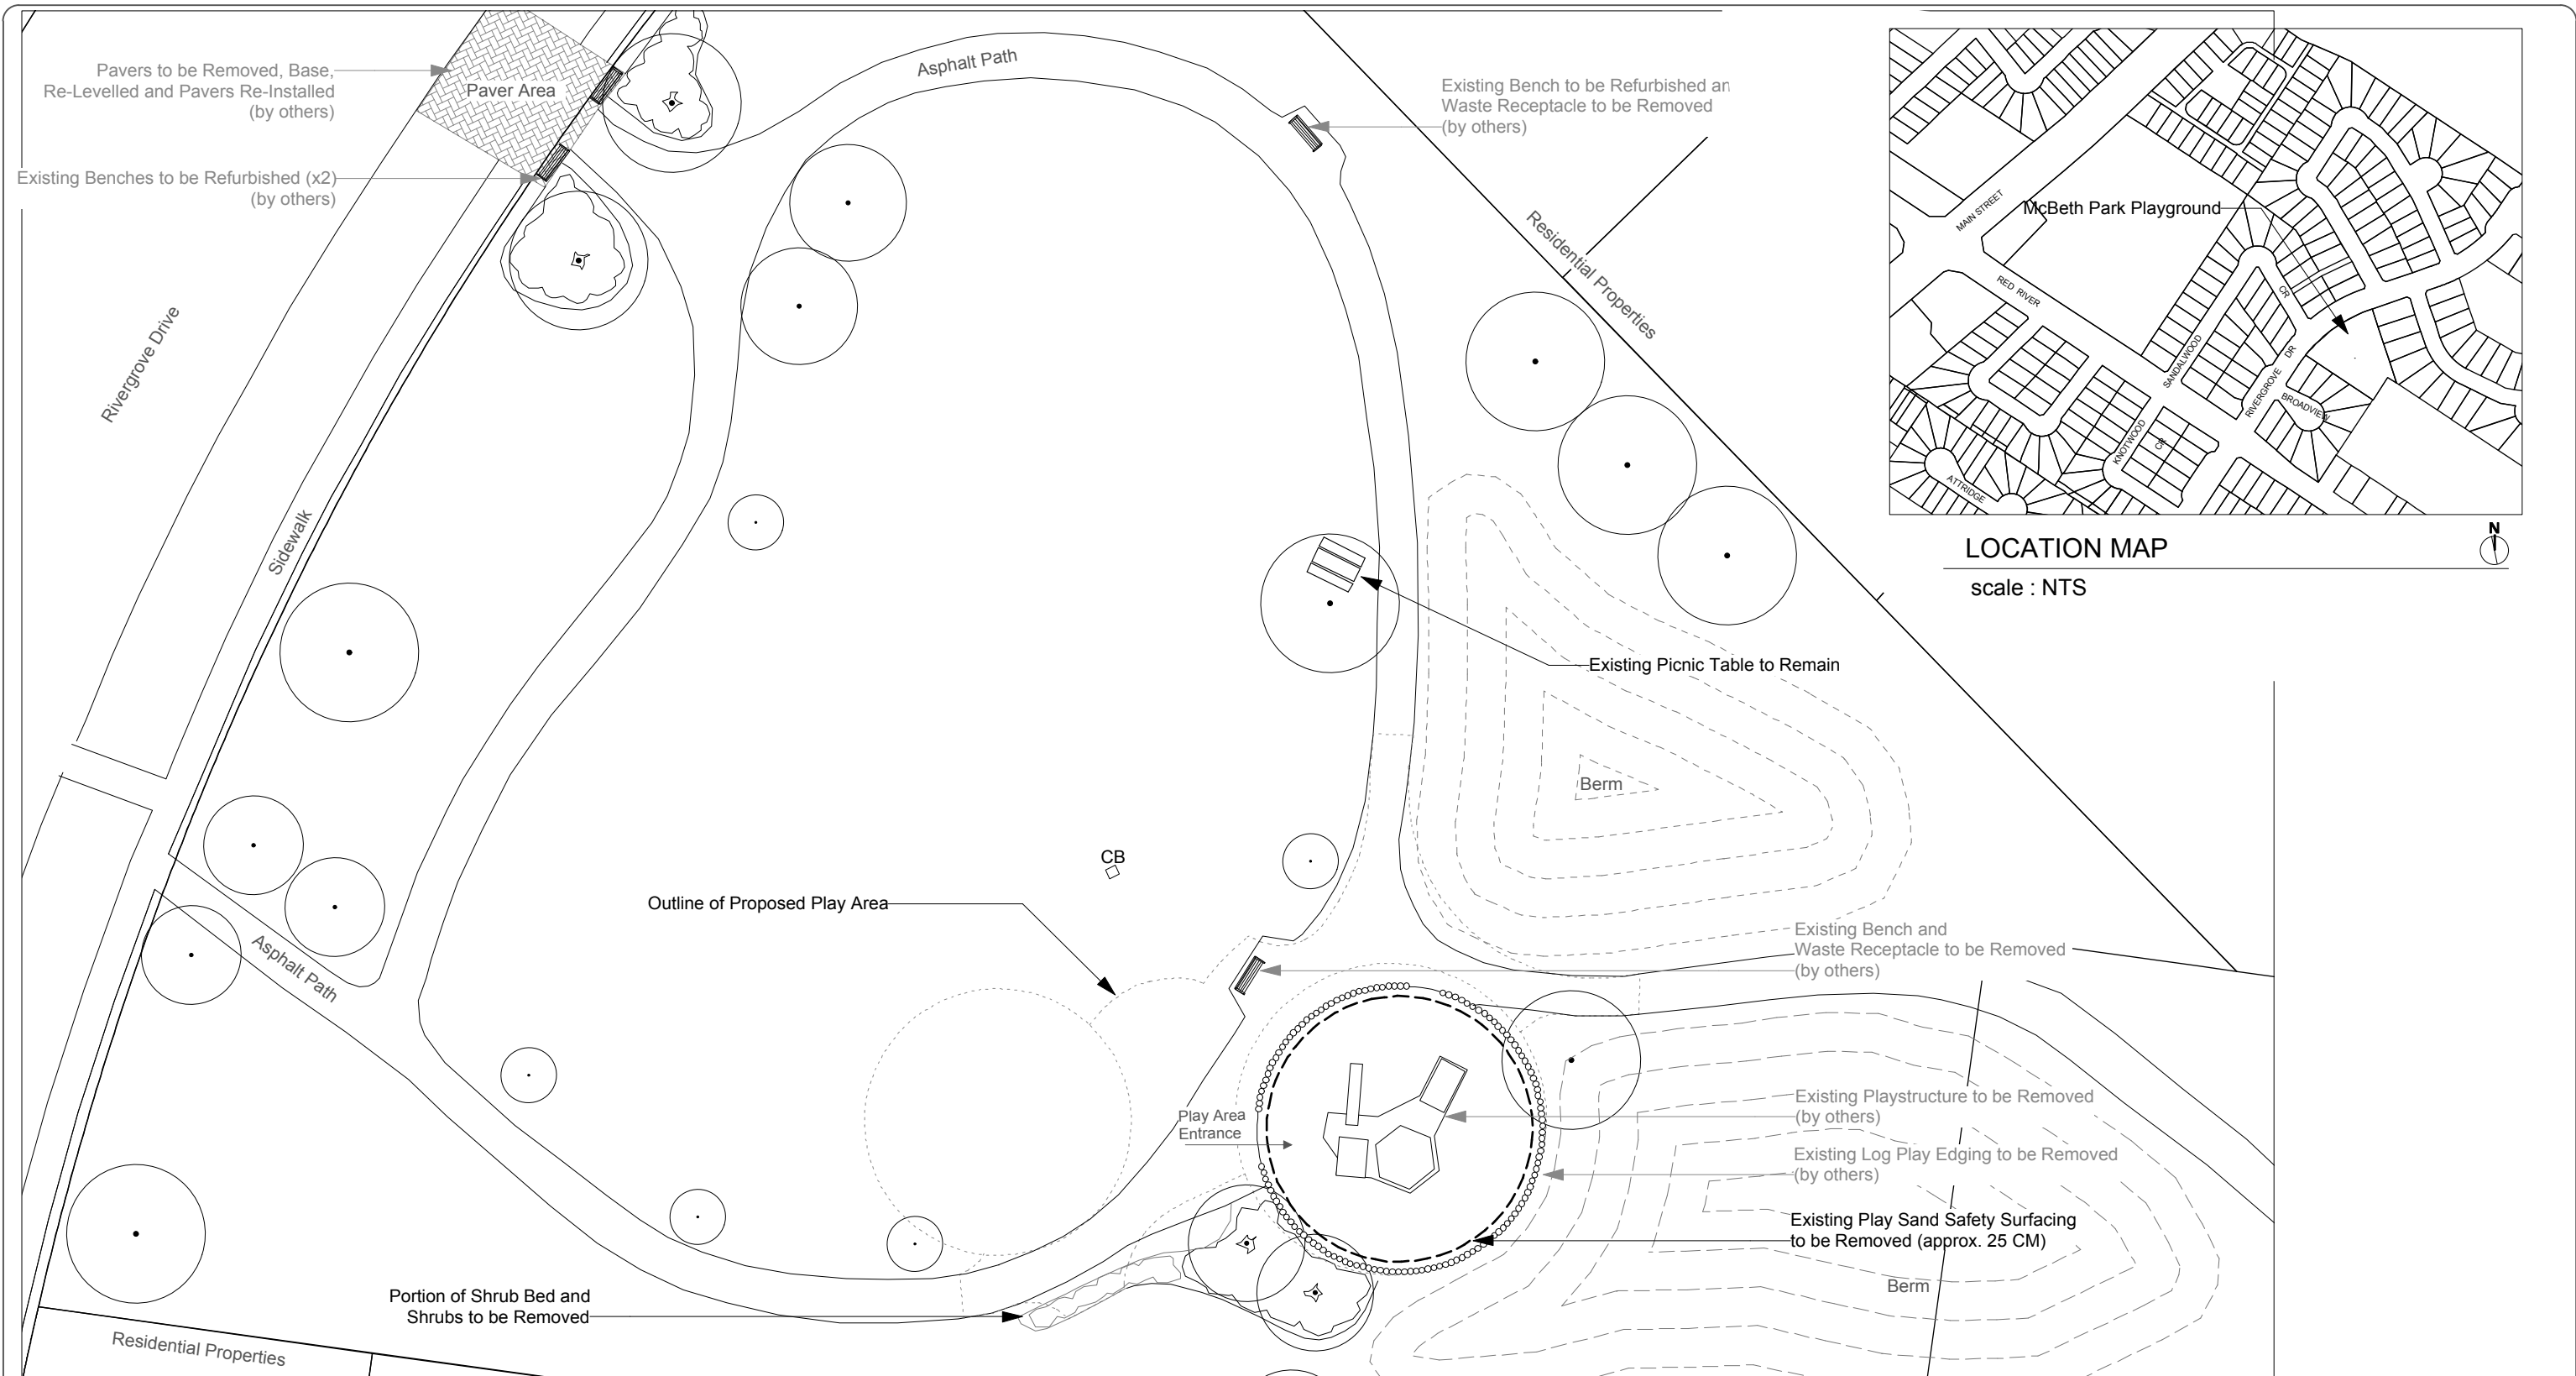 Pavers to be Removed, Base,
Re-Levelled and Pavers Re-Installed
(by others)
Paver Area
Existing Benches to be Refurbished (x2)
(by others)
Asphalt Path
Existing Bench to be Refurbished an
Waste Receptacle to be Removed
(by others)
Residential Properties
Rivergrove Drive
Sidewalk
MAIN STREET
McBeth Park Playground
RED RIVER
CR
SANDALWOOD
DR
RIVERGROVE
BROADVIEW
KNOTWOOD
CR
ATTRIDGE
LOCATION MAP
N
scale : NTS
Existing Picnic Table to Remain
Berm
CB
Outline of Proposed Play Area
Asphalt Path
Existing Bench and
Waste Receptacle to be Removed
(by others)
Play Area
Entrance
Existing Playstructure to be Removed
(by others)
Existing Log Play Edging to be Removed
(by others)
Existing Play Sand Safety Surfacing
to be Removed (approx. 25 CM)
Berm
Portion of Shrub Bed and
Shrubs to be Removed
Residential Properties